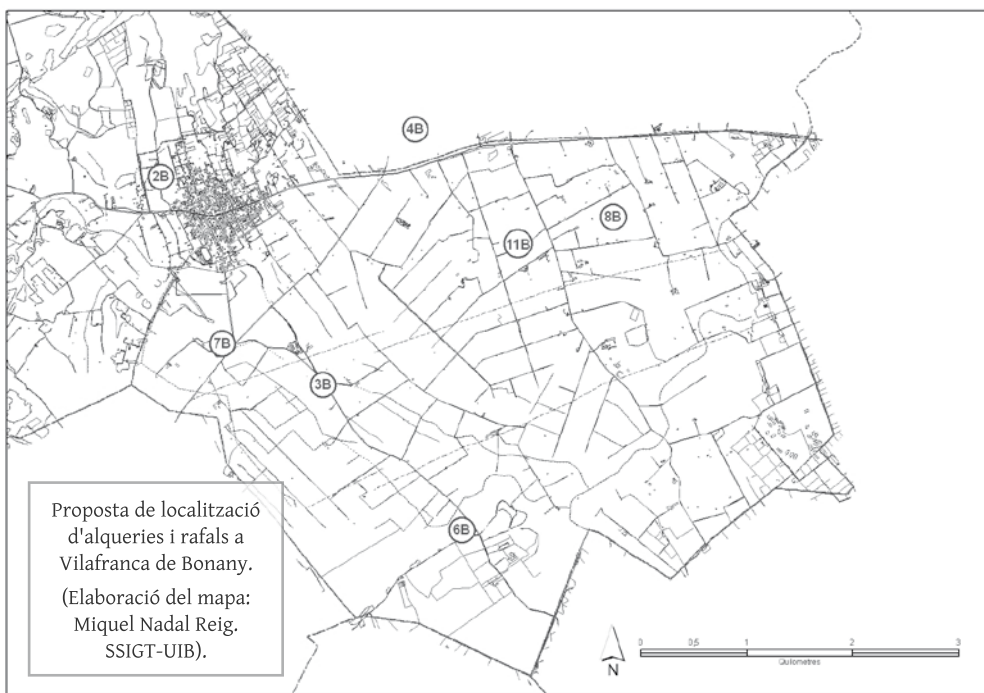 4B
2B
8B
11B
7B
3B
6B
Proposta de localització
d'alqueries i rafals a
Vilafranca de Bonany.
(Elaboració del mapa:
Miquel Nadal Reig.
SSIGT-UIB).
N
0 0,5 1 2 3
Quilometres